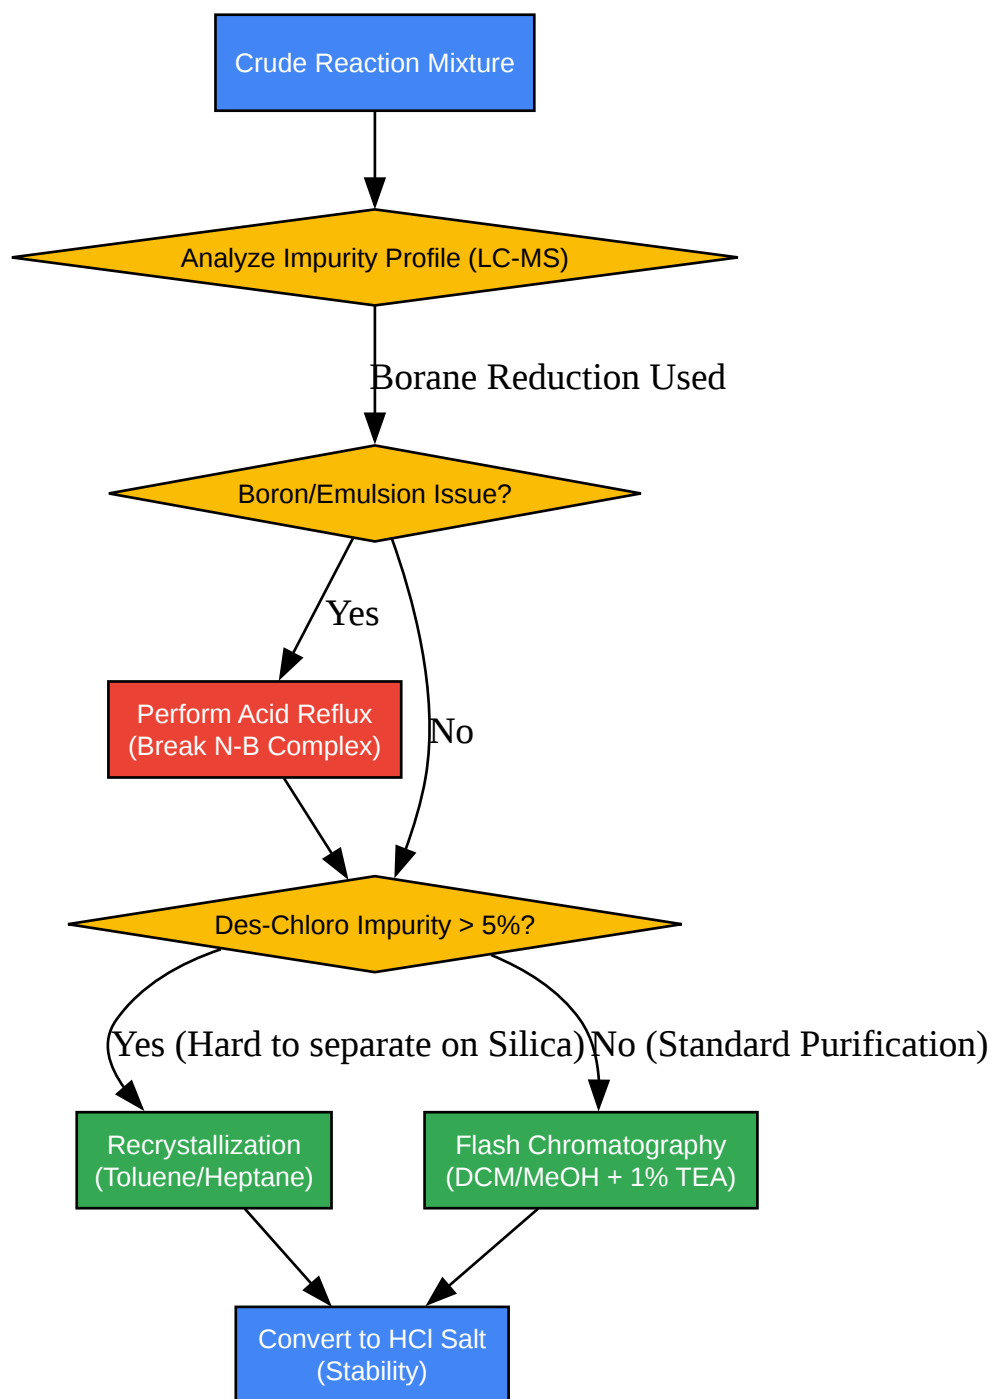 Crude Reaction Mixture
Analyze Impurity Profile (LC-MS)
Borane Reduction Used
Boron/Emulsion Issue?
Yes
Perform Acid Reflux
(Break N-B Complex)
No
Des-Chloro Impurity > 5%?
Yes (Hard to separate on Silica)
No (Standard Purification)
Recrystallization
(Toluene/Heptane)
Flash Chromatography
(DCM/MeOH + 1% TEA)
Convert to HCl Salt
(Stability)